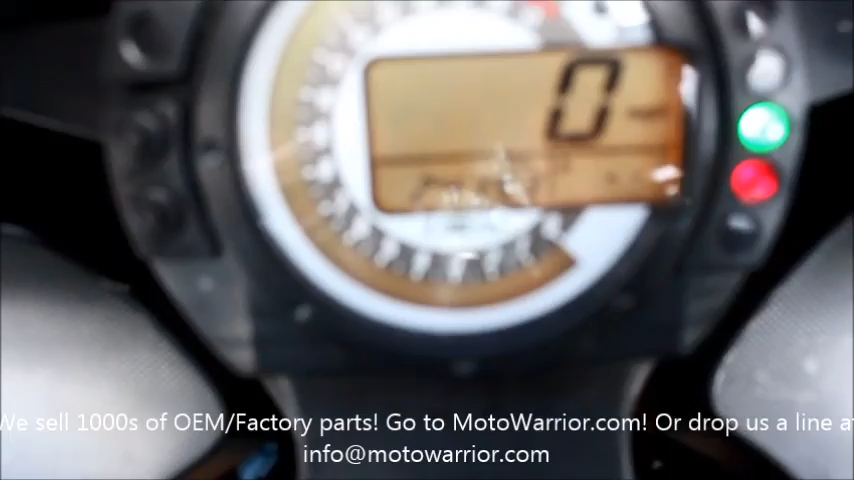 0
We sell 1000s of OEM/Factory parts! Go to MotoWarrior.com! Or drop us a line at
info@motowarrior.com